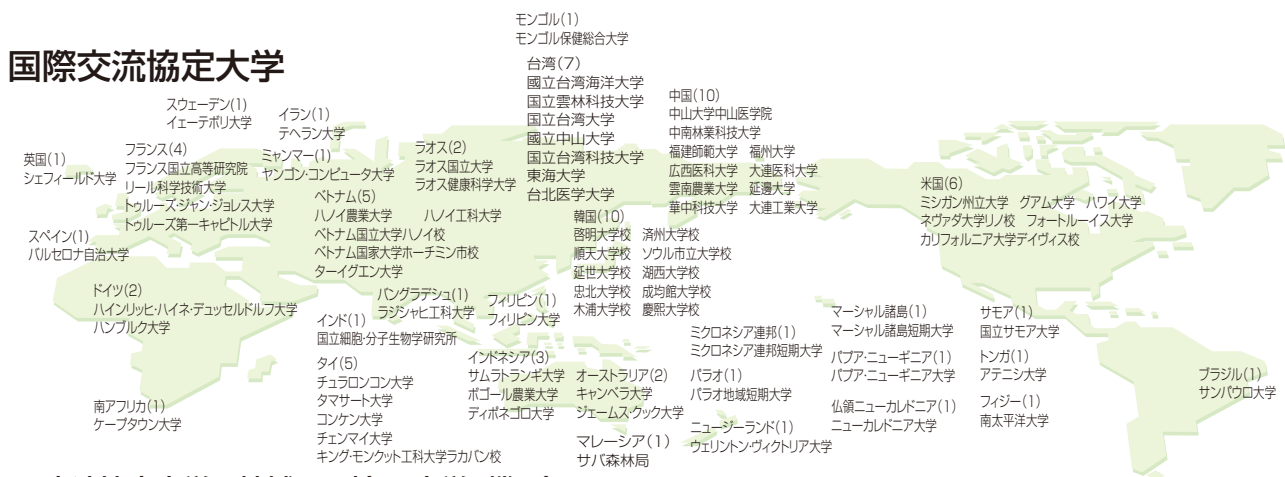 国際交流協定大学
モンゴル(1)
モンゴル保健総合大学
台湾(7)
國立台湾海洋大学
国立雲林科技大学
国立台湾大学
國立中山大学
国立台湾科技大学
東海大学
台北医学大学
中国(10)
中山大学中山医学院
中南林業科技大学
福建師範大学 福州大学
広西医科大学 大連医科大学
雲南農業大学 延邊大学
華中科技大学 大連工業大学
スウェーデン(1)
イェーテボリ大学
イラン(1)
テヘラン大学
英国(1)
シェフィールド大学
フランス(4)
フランス国立高等研究院
リール科学技術大学
トゥルーズ・ジャン・ジョレス大学
トゥルーズ第一キャピトル大学
ミャンマー(1)
ヤンゴン・コンピュータ大学
ラオス(2)
ラオス国立大学
ラオス健康科学大学
ベトナム(5)
ハノイ農業大学 ハノイ工科大学
ベトナム国立大学ハノイ校
ベトナム国家大学ホーチミン市校
ターイグエン大学
韓国(10)
啓明大学校 済州大学校
順天大学校 ソウル市立大学校
延世大学校 湖西大学校
忠北大学校 成均館大学校
木浦大学校 慶熙大学校
米国(6)
ミシガン州立大学 グアム大学 ハワイ大学
ネヴァダ大学リノ校 フォートルーイス大学
カリフォルニア大学デイヴィス校
スペイン(1)
バルセロナ自治大学
ドイツ(2)
ハインリッヒ・ハイネ・デュッセルドルフ大学
ハンブルク大学
バングラデシュ(1)
ラジシャヒ工科大学
フィリピン(1)
フィリピン大学
インド(1)
国立細胞・分子生物学研究所
タイ(5)
チュラロンコン大学
タマサート大学
コンケン大学
チェンマイ大学
キング・モンクット工科大学ラカバン校
インドネシア(3)
サムラトランギ大学
ボゴール農業大学
ディポネゴロ大学
オーストラリア(2)
キャンベラ大学
ジェームス・クック大学
マレーシア(1)
サバ森林局
ミクロネシア連邦(1)
ミクロネシア連邦短期大学
パラオ(1)
パラオ地域短期大学
ニュージーランド(1)
ウェリントン・ヴィクトリア大学
マーシャル諸島(1)
マーシャル諸島短期大学
パプア・ニューギニア(1)
パプア・ニューギニア大学
仏領ニューカレドニア(1)
ニューカレドニア大学
サモア(1)
国立サモア大学
トンガ(1)
アテニシ大学
フィジー(1)
南太平洋大学
ブラジル(1)
サンパウロ大学
南アフリカ(1)
ケープタウン大学